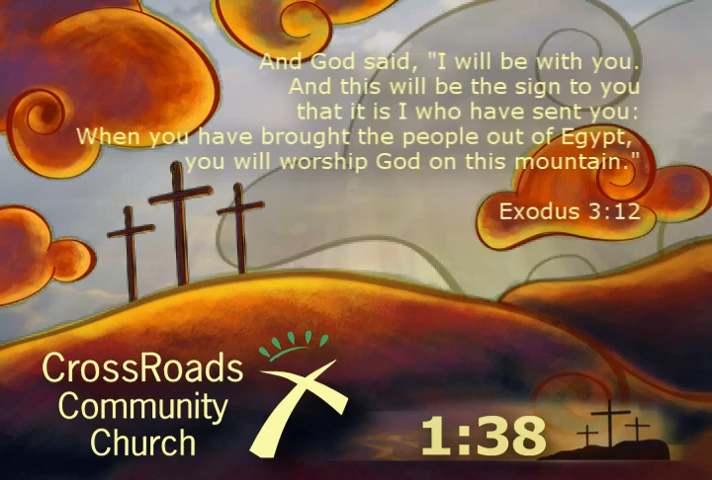 And God said, "I will be with you.
And this will be the sign to you
that it is I who have sent you:
When you have brought the people out of Egypt,
you will worship God on this mountain."
Exodus 3:12
CrossRoads
Community
Church
1:38